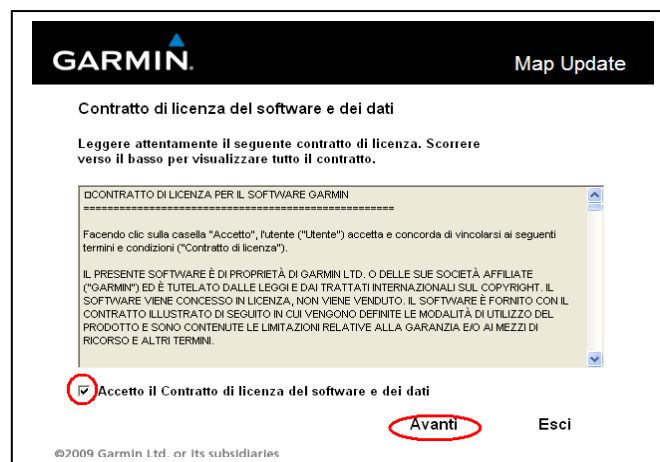 GARMIN.
Map Update
Contratto di licenza del software e dei dati
Leggere attentamente il seguente contratto di licenza. Scorrere
verso il basso per visualizzare tutto il contratto.
□CONTRATTO DI LICENZA PER IL SOFTWARE GARMIN
====================================================
Facendo clic sulla casella "Accetto", l'utente ("Utente") accetta e concorda di vincolarsi ai seguenti
termini e condizioni ("Contratto di licenza").
IL PRESENTE SOFTWARE È DI PROPRIETÀ DI GARMIN LTD. O DELLE SUE SOCIETÀ AFFILIATE
("GARMIN") ED È TUTELATO DALLE LEGGI E DAI TRATTATI INTERNAZIONALI SUL COPYRIGHT. IL
SOFTWARE VIENE CONCESSO IN LICENZA, NON VIENE VENDUTO. IL SOFTWARE È FORNITO CON IL
CONTRATTO ILLUSTRATO DI SEGUITO IN CUI VENGONO DEFINITE LE MODALITÀ DI UTILIZZO DEL
PRODOTTO E SONO CONTENUTE LE LIMITAZIONI RELATIVE ALLA GARANZIA E/O AI MEZZI DI
RICORSO E ALTRI TERMINI.
Accetto il Contratto di licenza del software e dei dati
Avanti
Esci
©2009 Garmin Ltd. or its subsidiaries